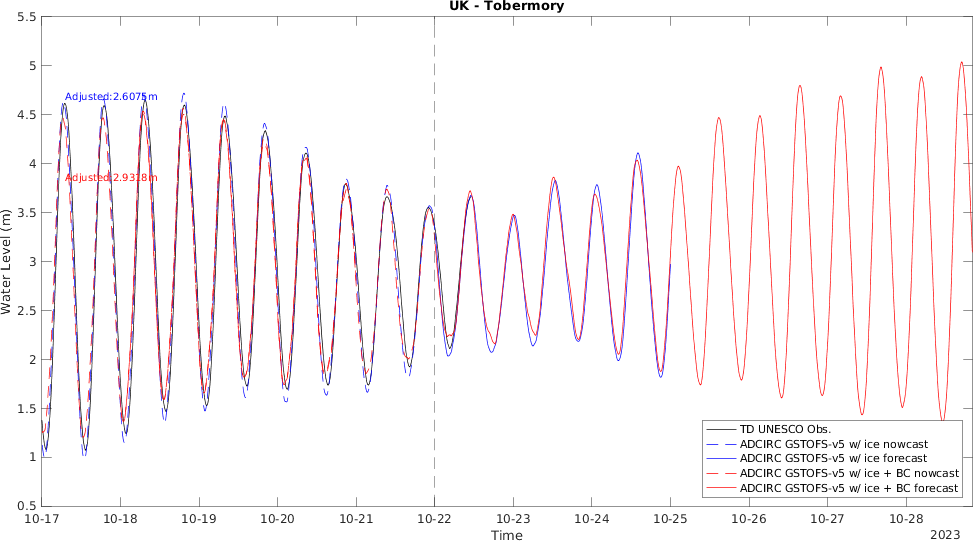 UK - Tobermory
5.5
5
4.5
4
3.5
3
2.5
2
1.5
1
0.5
Water Level (m)
Adjusted:2.6075m
Adjusted:2.9318m
TD UNESCO Obs.
ADCIRC GSTOFS-v5 w/ ice nowcast
ADCIRC GSTOFS-v5 w/ ice forecast
ADCIRC GSTOFS-v5 w/ ice + BC nowcast
ADCIRC GSTOFS-v5 w/ ice + BC forecast
10-17 10-18 10-19 10-20 10-21 10-22 10-23 10-24 10-25 10-26 10-27 10-28
Time
2023